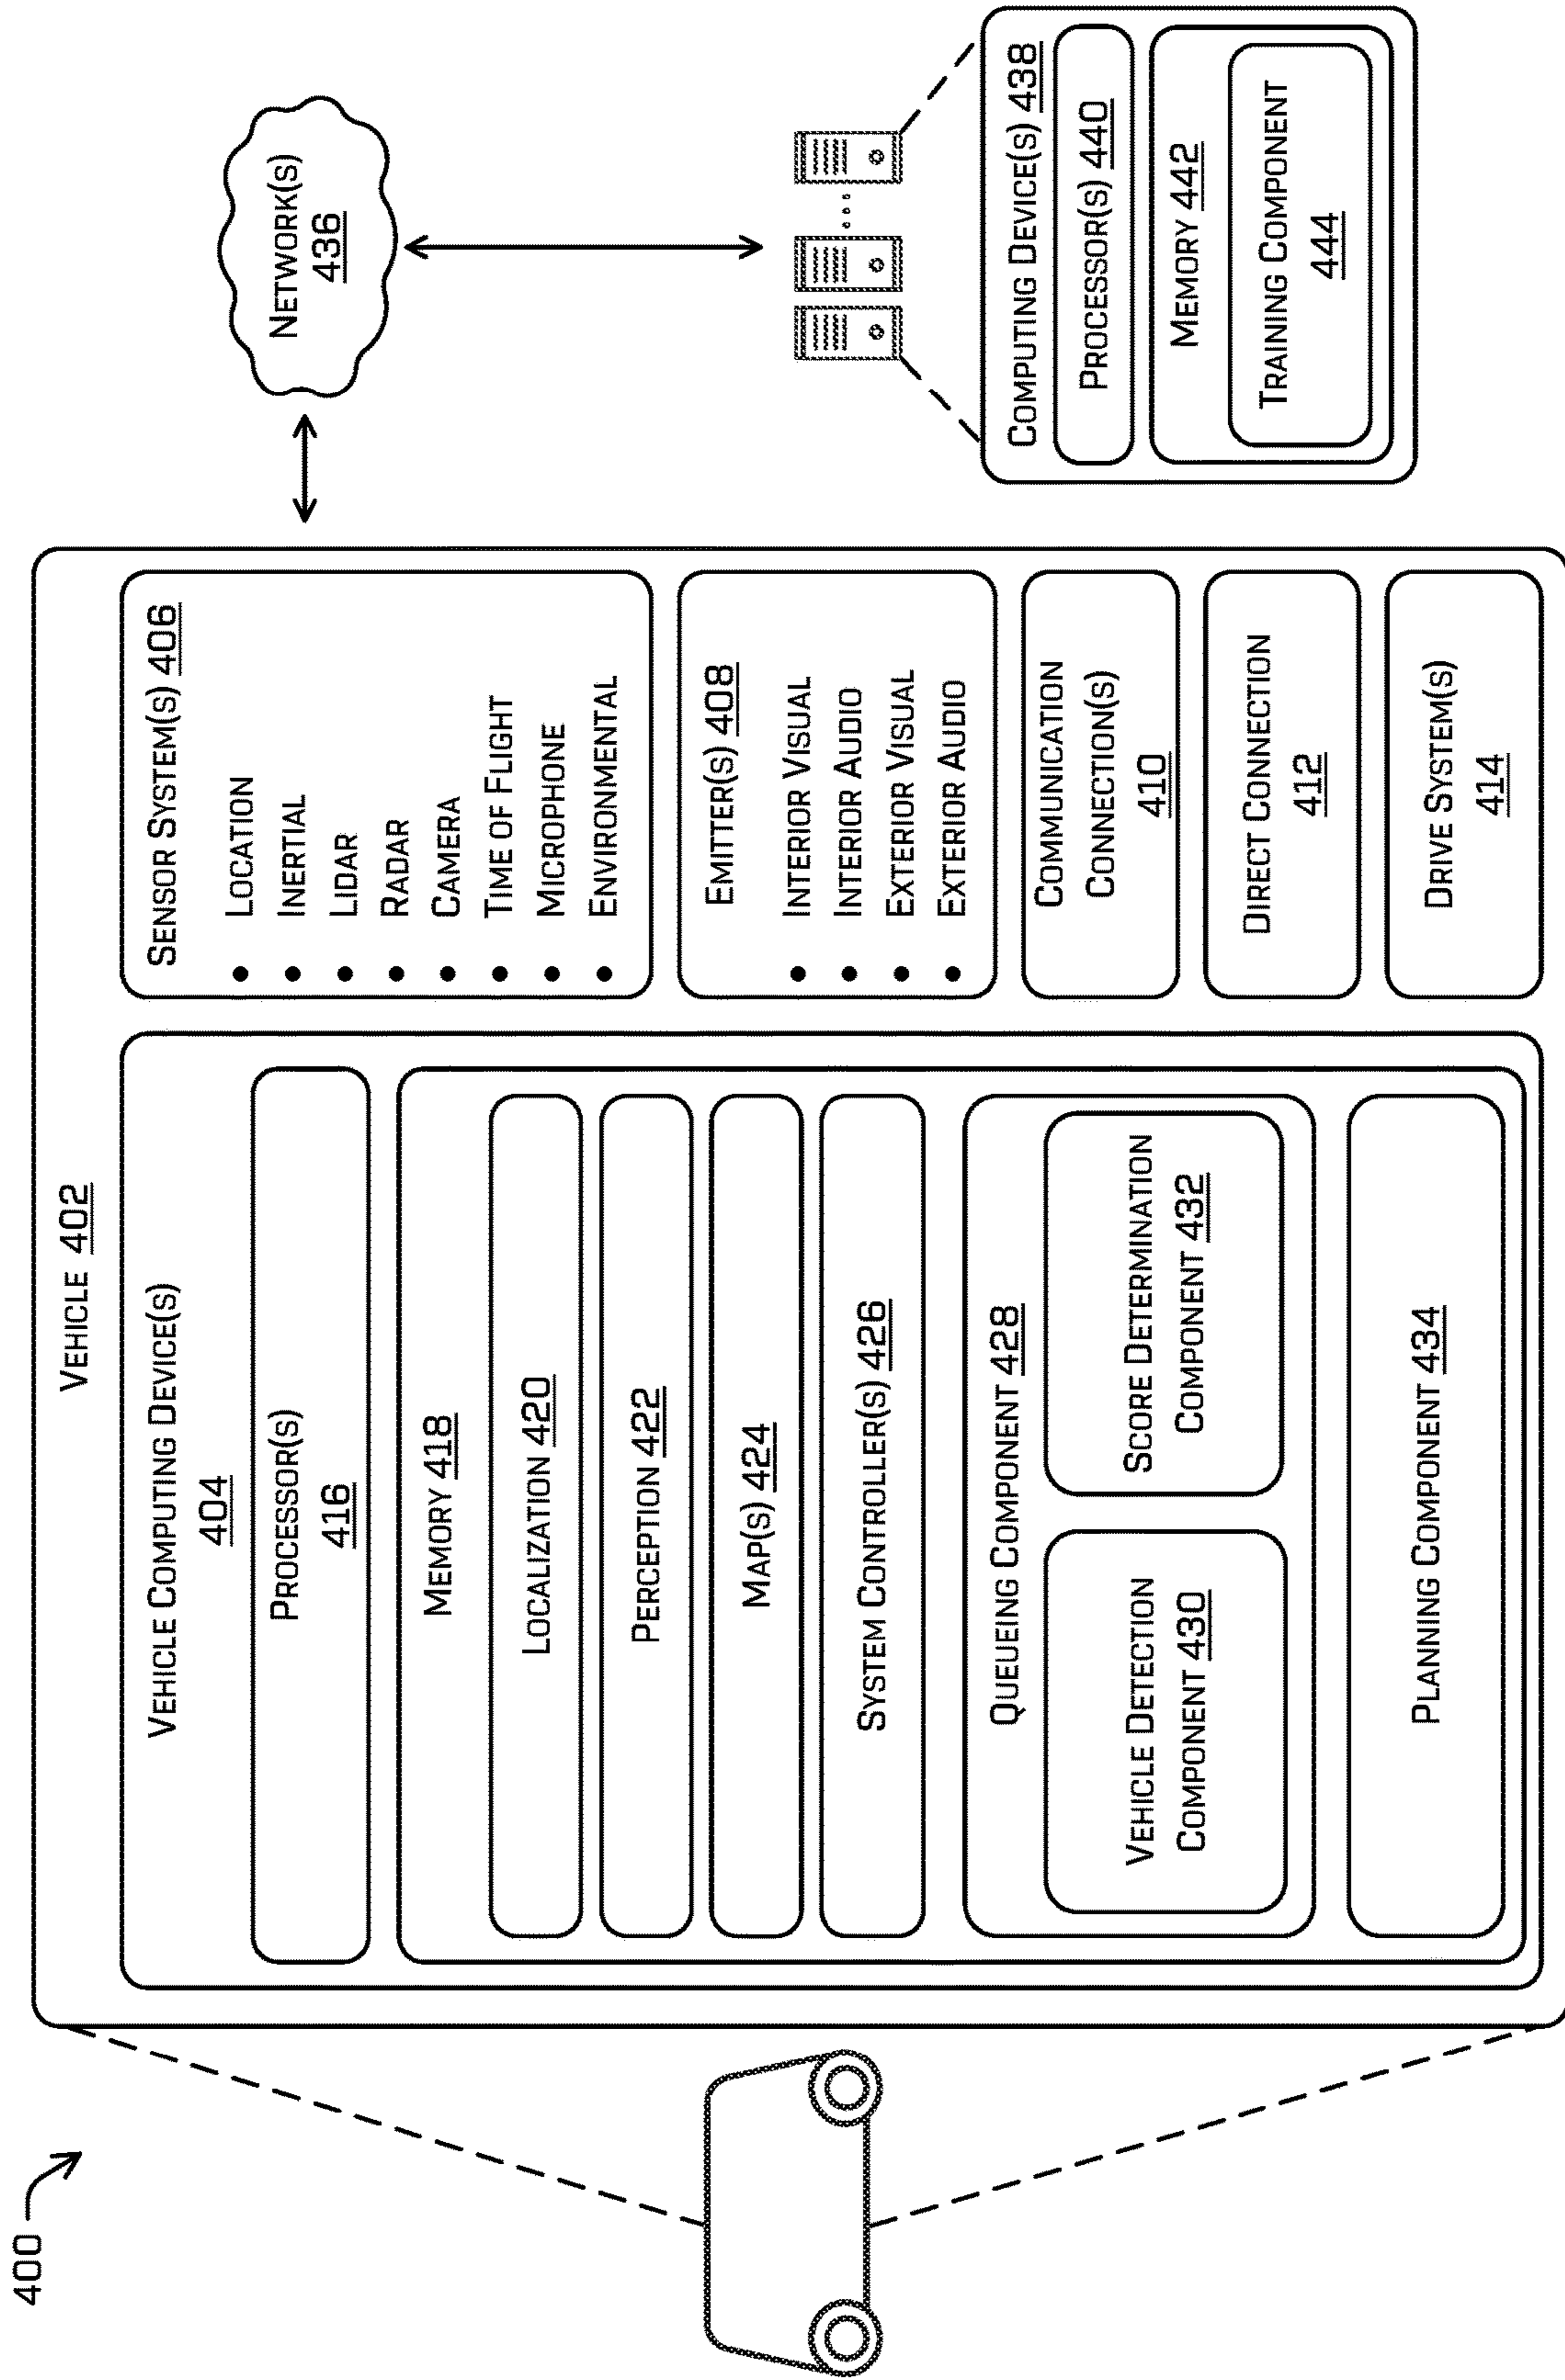 400
VEHICLE 402
VEHICLE COMPUTING DEVICE(S)
404
PROCESSOR(S)
416
MEMORY 418
LOCALIZATION 420
PERCEPTION 422
MAP(S) 424
SYSTEM CONTROLLER(S) 426
QUEUEING COMPONENT 428
VEHICLE DETECTION
COMPONENT 430
SCORE DETERMINATION
COMPONENT 432
PLANNING COMPONENT 434
SENSOR SYSTEM(S) 406
• LOCATION
• INERTIAL
• LIDAR
• RADAR
• CAMERA
• TIME OF FLIGHT
• MICROPHONE
• ENVIRONMENTAL
EMITTER(S) 408
• INTERIOR VISUAL
• INTERIOR AUDIO
• EXTERIOR VISUAL
• EXTERIOR AUDIO
COMMUNICATION
CONNECTION(S)
410
DIRECT CONNECTION
412
DRIVE SYSTEM(S)
414
NETWORK(S)
436
COMPUTING DEVICE(S) 438
PROCESSOR(S) 440
MEMORY 442
TRAINING COMPONENT
444